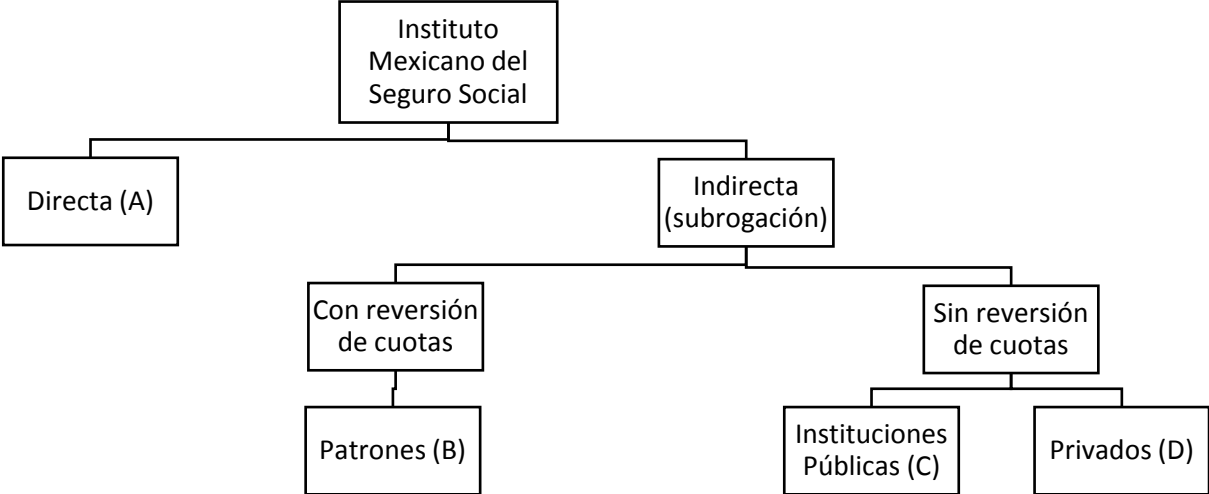 Instituto
Mexicano del
Seguro Social
Directa (A)
Indirecta
(subrogación)
Con reversión
de cuotas
Sin reversión
de cuotas
Patrones (B)
Instituciones
Públicas (C)
Privados (D)